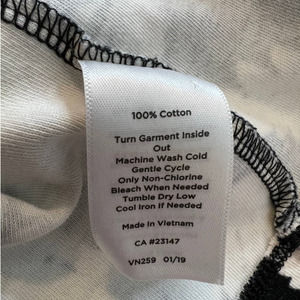 100% Cotton
Turn Garment Inside
Out
Machine Wash Cold
Gentle Cycle
Only Non-Chlorine
Bleach When Needed
Tumble Dry Low
Cool Iron If Needed
Made in Vietnam
CA #23147
VN259 01/19